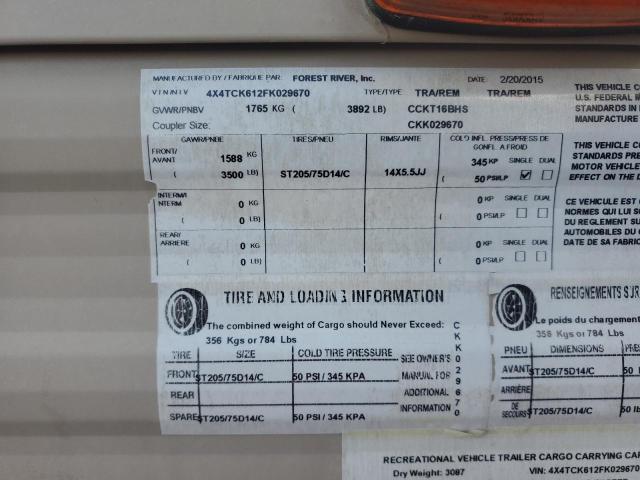 MANUFACTURED BY / FABRIQUE PAR: FOREST RIVER, Inc. DATE: 2/20/2015
VIN/NIV 4X4TCK612FK029670 TYPE/TYPE TRA/REM TRA/REM
GVWR/PNBV 1765 KG ( 3892 LB) CCKT16BHS
Coupler Size: CKK029670
GAWR/PNBE TIRES/PNEU RIMS/JANTE COLD INFL. PRESS/PRESS DE GONFL A FROID
FRONT/ AVANT 1588 KG 345 KP SINGLE DUAL
( 3500 LB) ST205/75D14/C 14X5.5JJ ( 50 PSI/LP
INTERM/ INTERM 0 KG 0 KP SINGLE DUAL
( 0 LB) ( 0 PSI/LP
REAR/ ARRIERE 0 KG 0 KP SINGLE DUAL
( 0 LB) ( 0 PSI/LP
THIS VEHICLE
U.S. FEDERAL
STANDARDS IN
MANUFACTURE
THIS VEHICLE
STANDARDS PRE
MOTOR VEHICLE
EFFECT ON THE D
CE VEHICULE EST
NORMES QUI LUI
DU REGLEMENT SU
AUTOMOBILES DU
DATE DE SA FABRIC
TIRE AND LOADING INFORMATION
The combined weight of Cargo should Never Exceed:
356 Kgs or 784 Lbs
TIRE SIZE COLD TIRE PRESSURE SEE OWNER'S
FRONT ST205/75D14/C 50 PSI / 345 KPA MANUAL FOR
REAR ADDITIONAL
SPARE ST205/75D14/C 50 PSI / 345 KPA INFORMATION
CKK029670
RENSEIGNEMENTS SUR
Le poids du chargement
356 Kgs or 784 Lbs
PNEU DIMENSIONS
AVANT ST205/75D14/C 50
ARRIÈRE
DE SECOURS ST205/75D14/C 50
RECREATIONAL VEHICLE TRAILER CARGO CARRYING CA
Dry Weight: 3087 VIN: 4X4TCK612FK029670